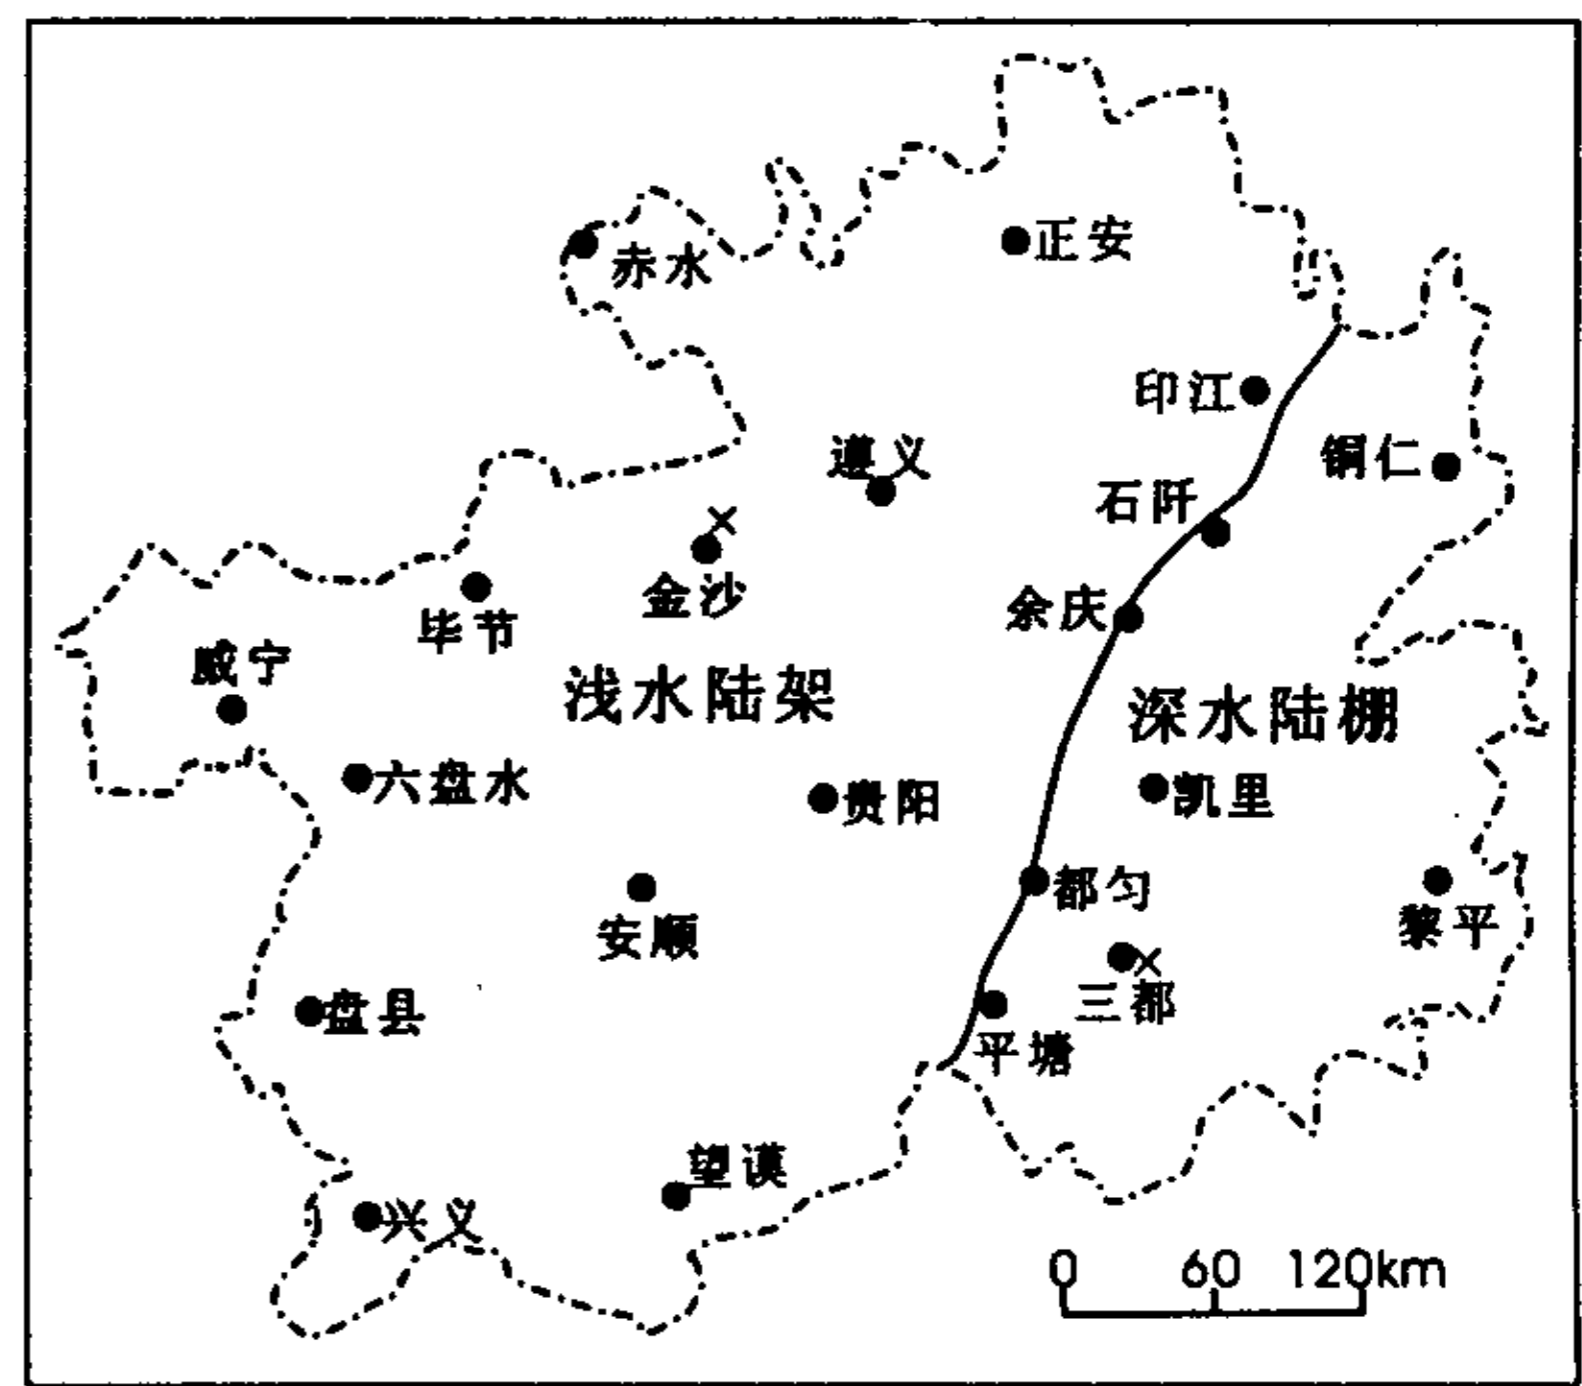 赤水
正安
印江
铜仁
遵义
石阡
金沙
毕节
余庆
威宁
浅水陆架
深水陆棚
六盘水
贵阳
凯里
都匀
安顺
黎平
三都
盘县
平塘
望谟
兴义
0 60 120km